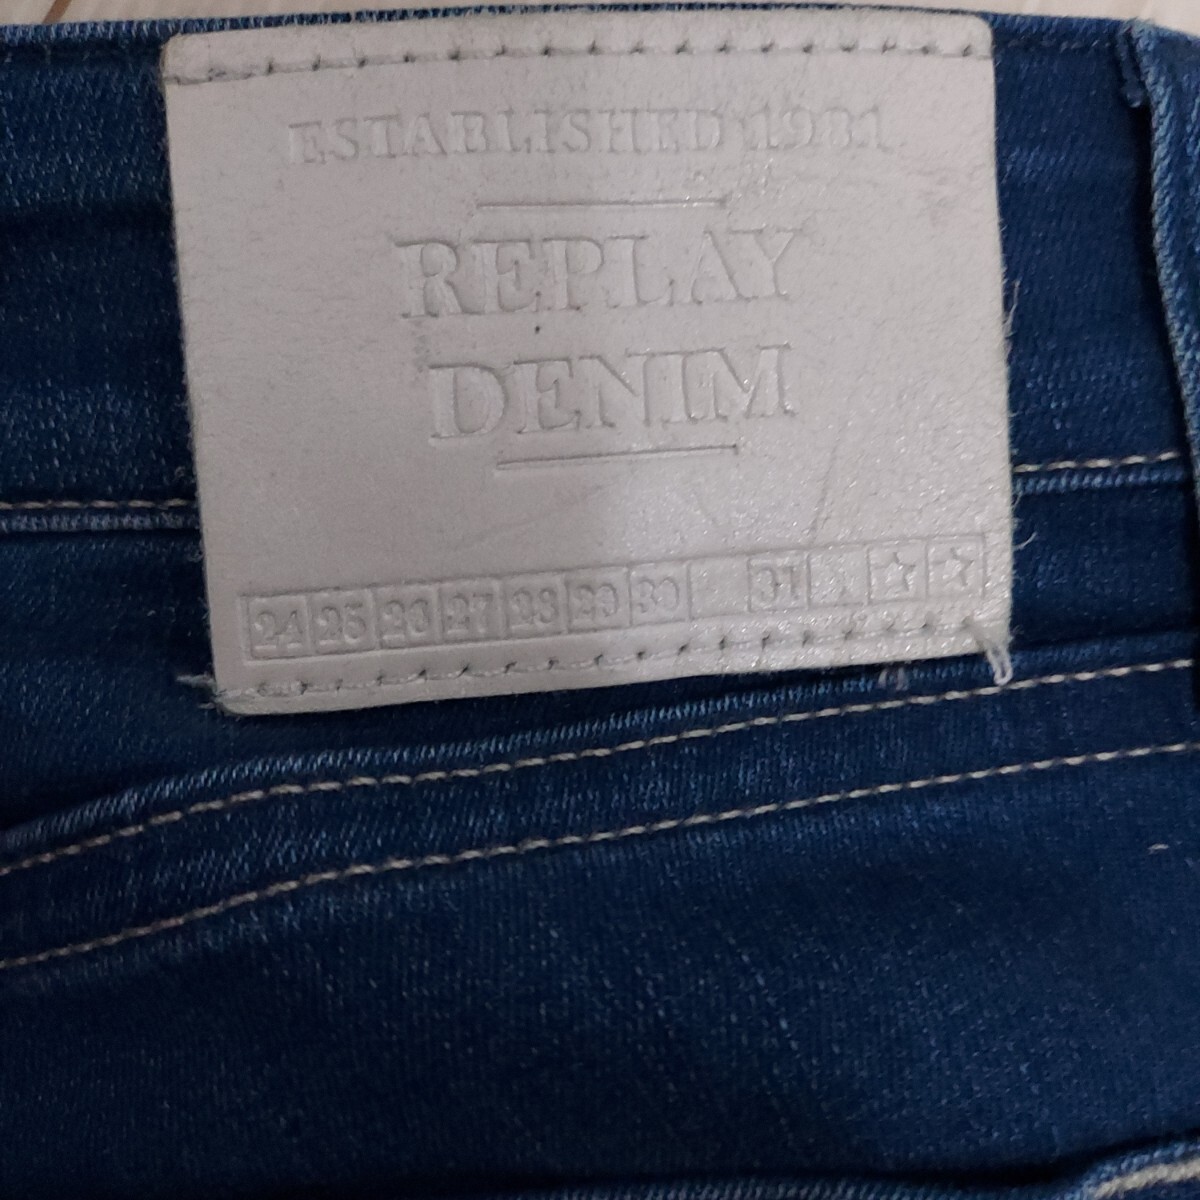 ESTABLISHED 1981
REPLAY
DENIM
24 25 26 27 28 29 30 31 ☆ ☆